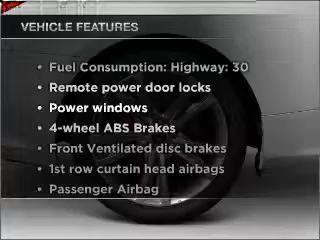 VEHICLE FEATURES
• Fuel Consumption: Highway: 30
• Remote power door locks
• Power windows
• 4-wheel ABS Brakes
• Front Ventilated disc brakes
• 1st row curtain head airbags
• Passenger Airbag